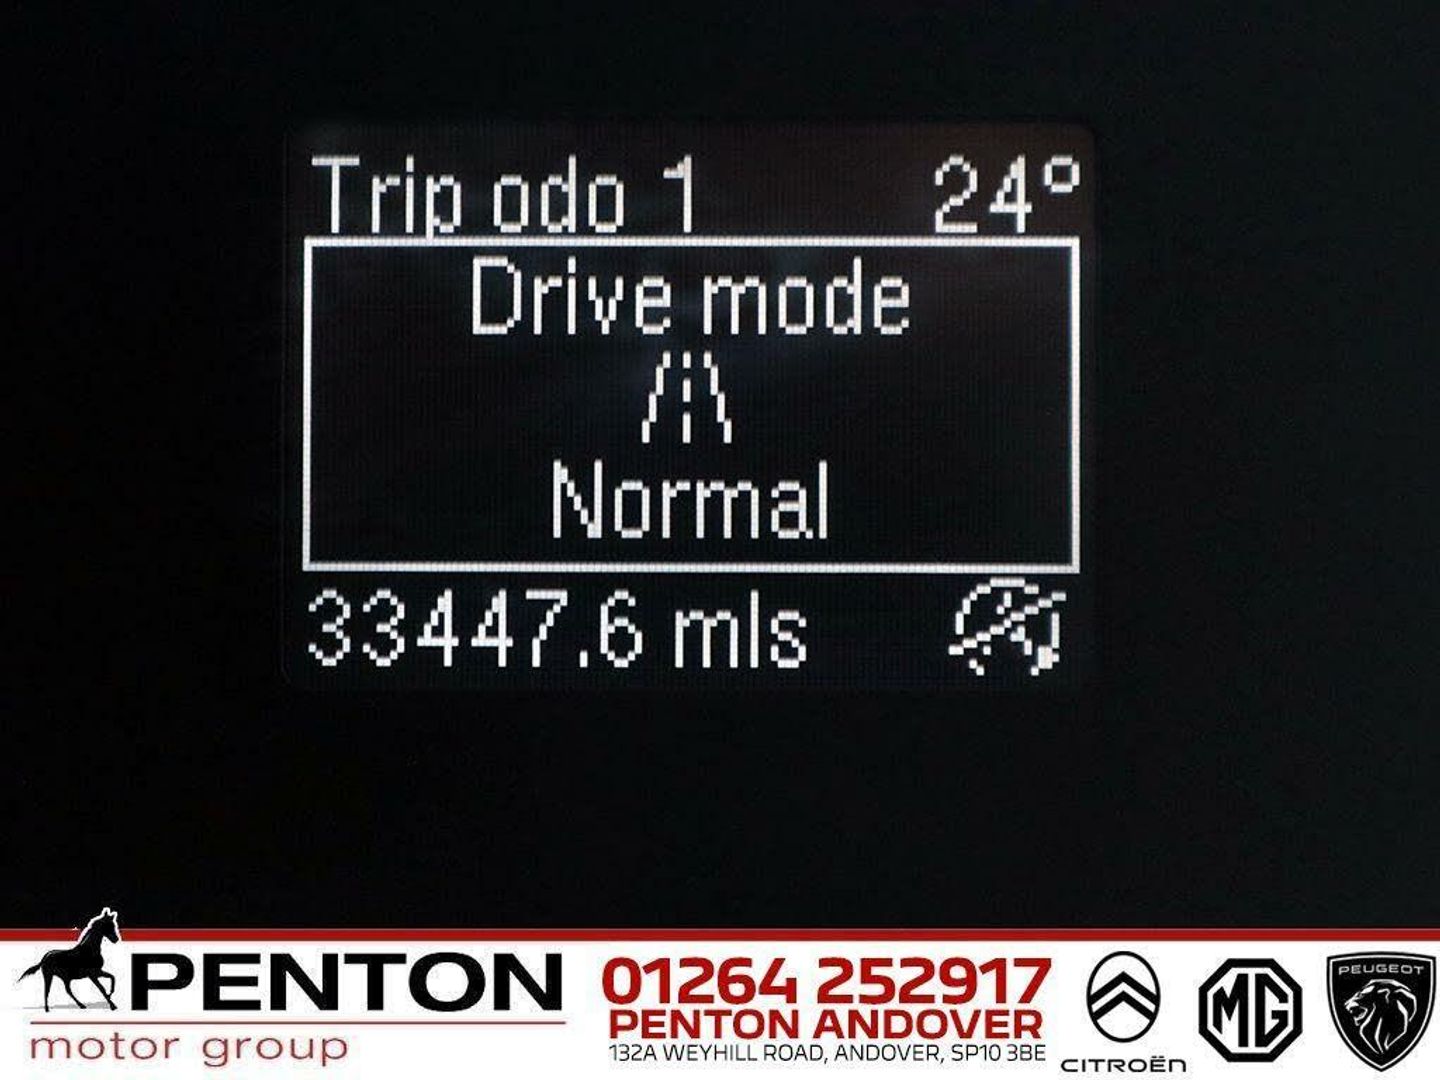 Trip odo 1 24°
Drive mode
Normal
33447.6 mls
PENTON
motor group
01264 252917
PENTON ANDOVER
132A WEYHILL ROAD, ANDOVER, SP10 3BE
CITROËN
MG
PEUGEOT